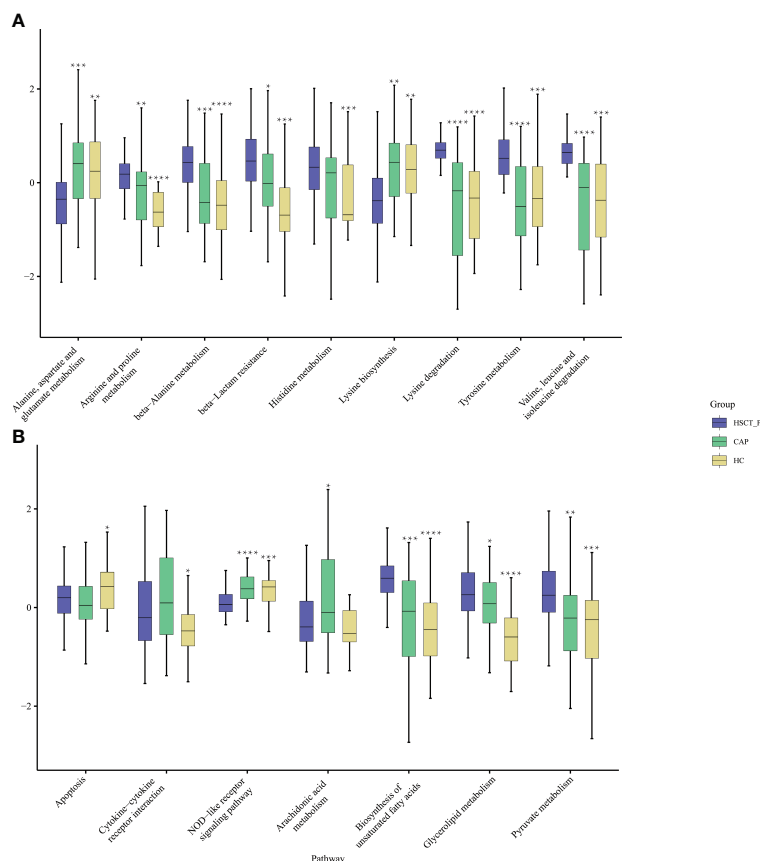 A
*** ** ** **** *** **** * *** *** ** ** **** **** **** *** **** ***
2
0
−2
Alanine, aspartate and
glutamate metabolism
Arginine and proline
metabolism
beta−Alanine metabolism
beta−Lactam resistance
Histidine metabolism
Lysine biosynthesis
Lysine degradation
Tyrosine metabolism
Valine, leucine and
isoleucine degradation
Group
HSCT_P
CAP
HC
B
* * **** *** * *** **** * **** ** ***
2
0
−2
Apoptosis
Cytokine−cytokine
receptor interaction
NOD−like receptor
signaling pathway
Arachidonic acid
metabolism
Biosynthesis of
unsaturated fatty acids
Glycerolipid metabolism
Pyruvate metabolism
Pathway